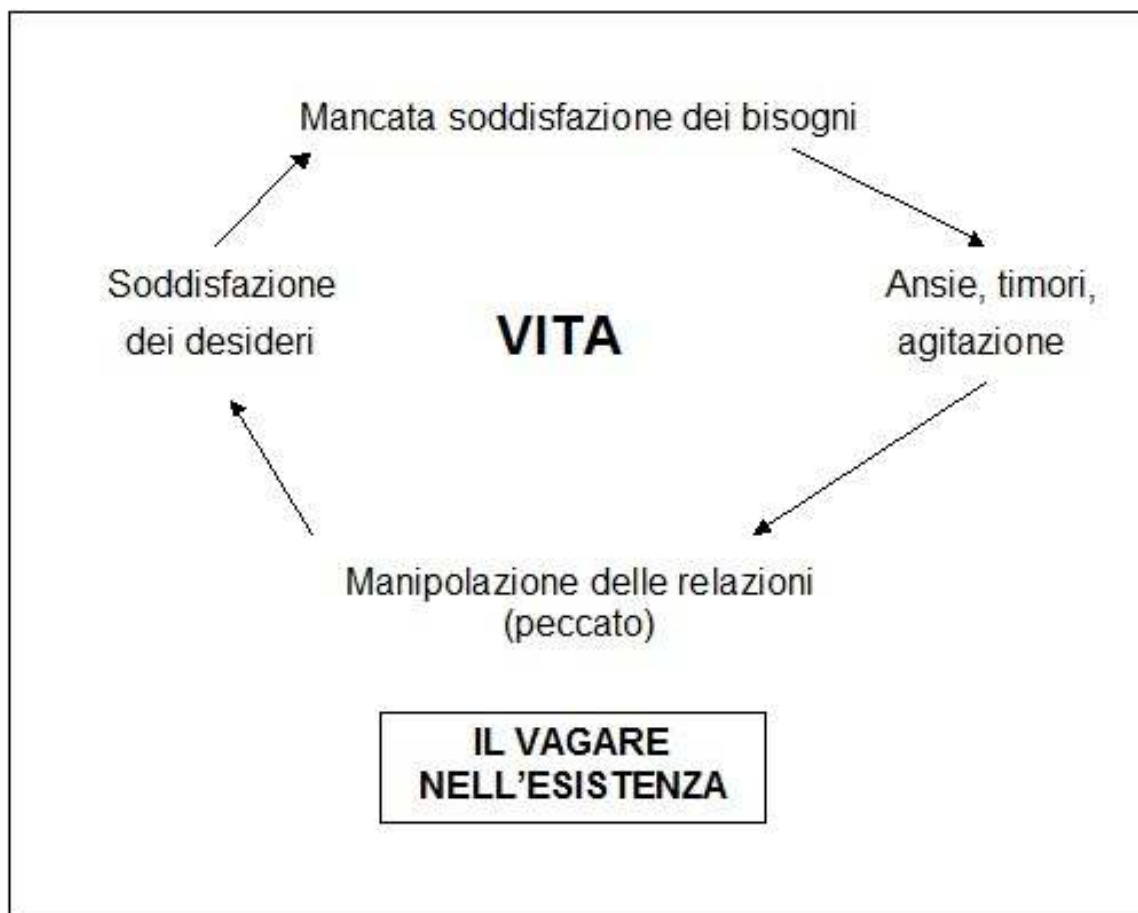 Mancata soddisfazione dei bisogni
Soddisfazione
dei desideri
VITA
Ansie, timori,
agitazione
Manipolazione delle relazioni
(peccato)
IL VAGARE
NELL'ESISTENZA